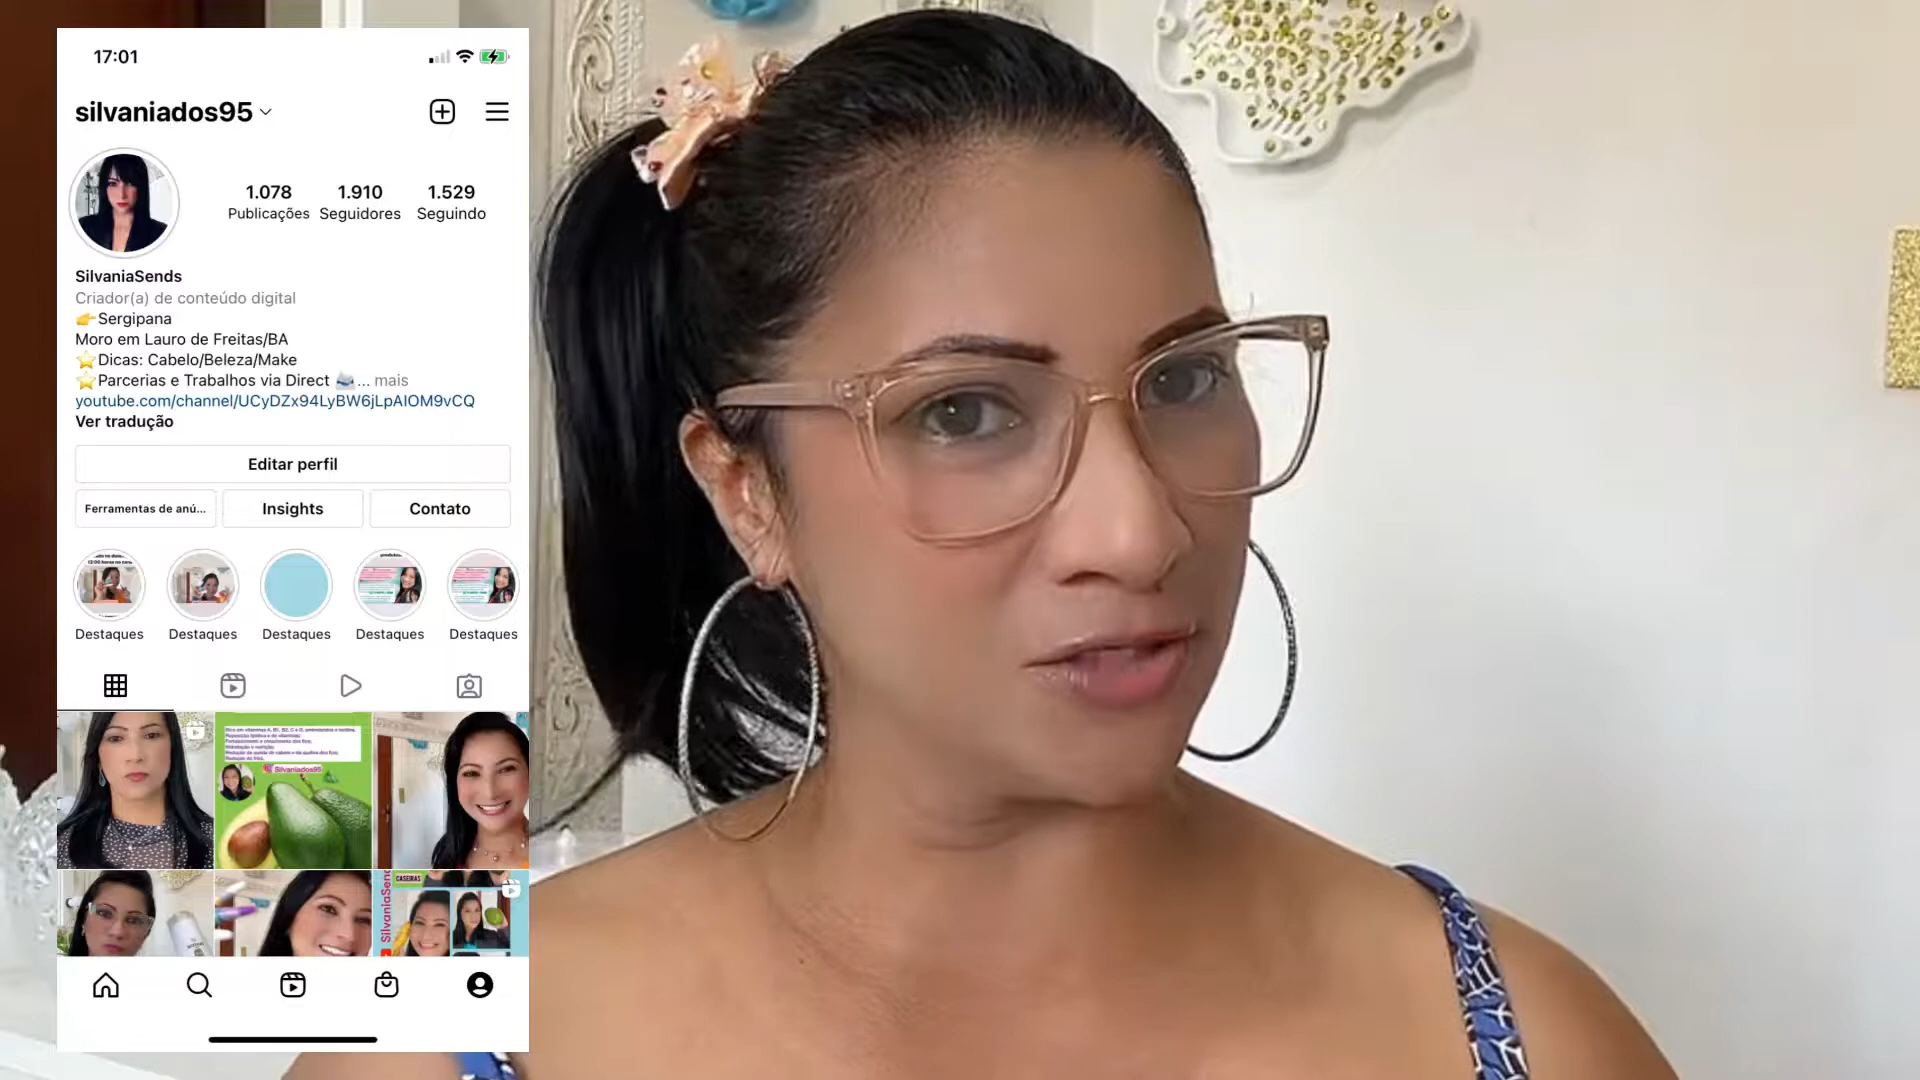 17:01
silvaniados95
1.078 1.910 1.529
Publicações Seguidores Seguindo
SilvaniaSends
Criador(a) de conteúdo digital
👉Sergipana
Moro em Lauro de Freitas/BA
⭐Dicas: Cabelo/Beleza/Make
⭐Parcerias e Trabalhos via Direct ... mais
youtube.com/channel/UCyDZx94LyBW6jLpAIOM9vCQ
Ver tradução
Editar perfil
Ferramentas de anú... Insights Contato
Destaques Destaques Destaques Destaques Destaques
Silvaniados95
CASEIRAS